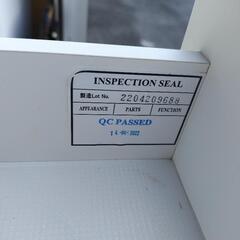 INSPECTION SEAL
製造Lot No. 2204209688
APPEARANCE PARTS FUNCTION
QC PASSED